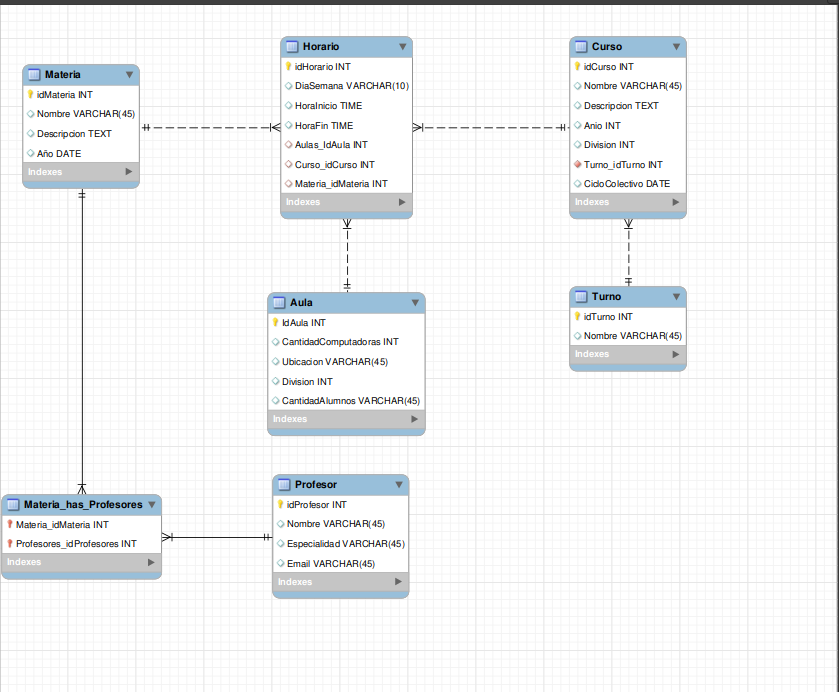 Materia
idMateria INT
Nombre VARCHAR(45)
Descripcion TEXT
Año DATE
Indexes
Horario
idHorario INT
DiaSemana VARCHAR(10)
HoraInicio TIME
HoraFin TIME
Aulas_IdAula INT
Curso_idCurso INT
Materia_idMateria INT
Indexes
Curso
idCurso INT
Nombre VARCHAR(45)
Descripcion TEXT
Anio INT
Division INT
Turno_idTurno INT
CicloColectivo DATE
Indexes
Aula
IdAula INT
CantidadComputadoras INT
Ubicacion VARCHAR(45)
Division INT
CantidadAlumnos VARCHAR(45)
Indexes
Turno
idTurno INT
Nombre VARCHAR(45)
Indexes
Materia_has_Profesores
Materia_idMateria INT
Profesores_idProfesores INT
Indexes
Profesor
idProfesor INT
Nombre VARCHAR(45)
Especialidad VARCHAR(45)
Email VARCHAR(45)
Indexes